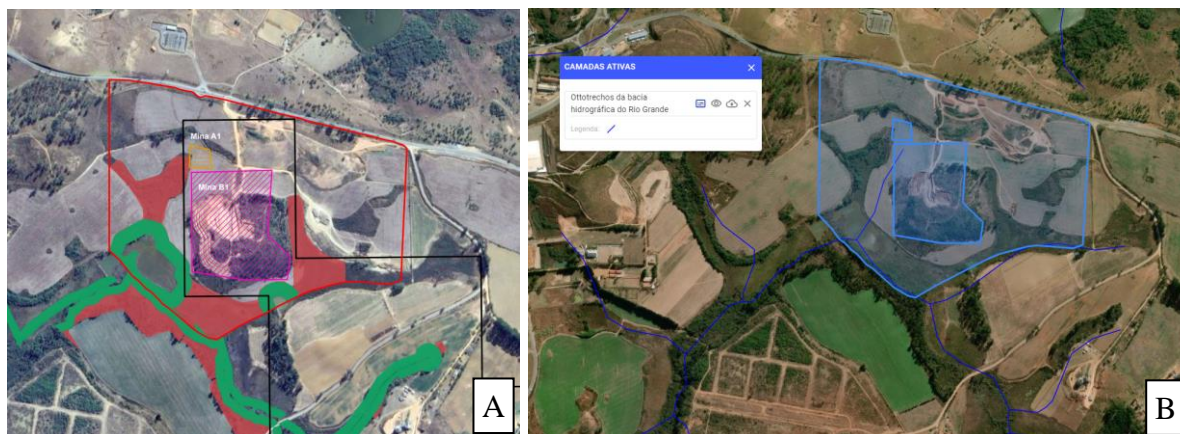 Mina A1
Mina B1
A
CAMADAS ATIVAS
Ottotrechos da bacia
hidrográfica do Rio Grande
Legenda:
B